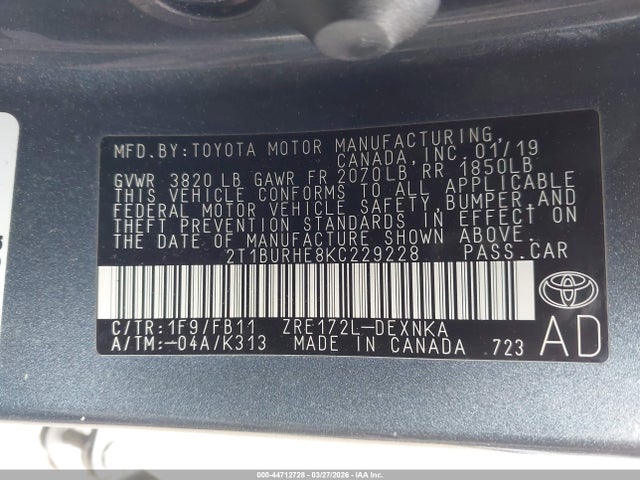 MFD.BY:TOYOTA MOTOR MANUFACTURING,
CANADA, INC. 01/19
GVWR 3820 LB GAWR FR 2070LB, RR 1850LB
THIS VEHICLE CONFORMS TO ALL APPLICABLE
FEDERAL MOTOR VEHICLE SAFETY, BUMPER,AND
THEFT PREVENTION STANDARDS IN EFFECT ON
THE DATE OF MANUFACTURE SHOWN ABOVE.
2T1BURHE8KC229228 PASS.CAR
C/TR:1F9/FB11 ZRE172L-DEXNKA
A/TM:-04A/K313 MADE IN CANADA 723
AD
000-44712728 - 03/27/2026 - IAA Inc.